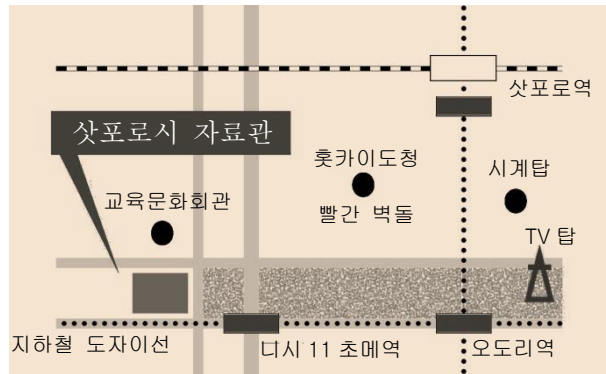 삿포로역
삿포로시 자료관
홋카이도청
빨간 벽돌
시계탑
교육문화회관
TV 탑
지하철 도자이선
니시 11 초메역
오도리역